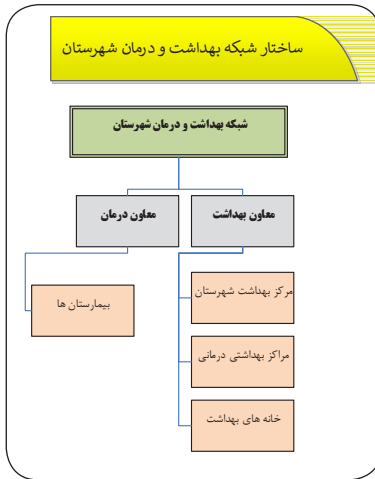 ساختار شبکه بهداشت و درمان شهرستان
شبکه بهداشت و درمان شهرستان
معاون بهداشت
معاون درمان
مرکز بهداشت شهرستان
بیمارستان ها
مراکز بهداشتی درمانی
خانه های بهداشت